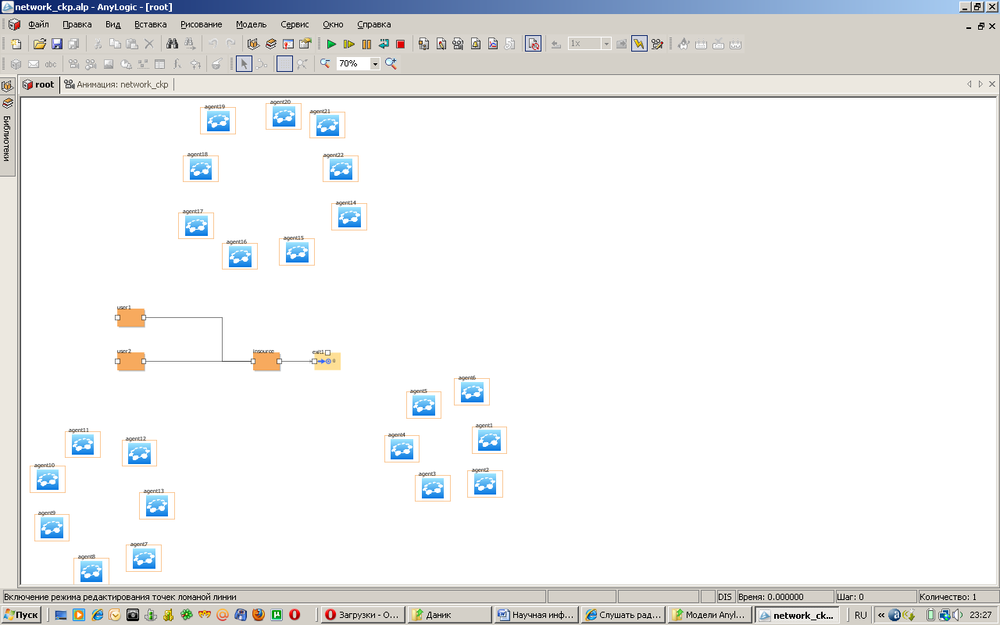 network_ckp.alp - AnyLogic - [root]
Файл Правка Вид Вставка Рисование Модель Сервис Окно Справка
1x
abc 70%
root Анимация: network_ckp
Библиотеки
agent19 agent20
agent21
agent18 agent22
agent17 agent14
agent16 agent15
user1
user2 insource exit1
0
agent5 agent6
agent11 agent12 agent4 agent1
agent10 agent3 agent2
agent13
agent9
agent8 agent7
Включение режима редактирования точек ломаной линии DIS Время: 0.000000 Шаг: 0 Количество: 1
Пуск Загрузки - O... Даник Научная инф... Слушать рад... Модели Anyl... network_ck... RU 23:27